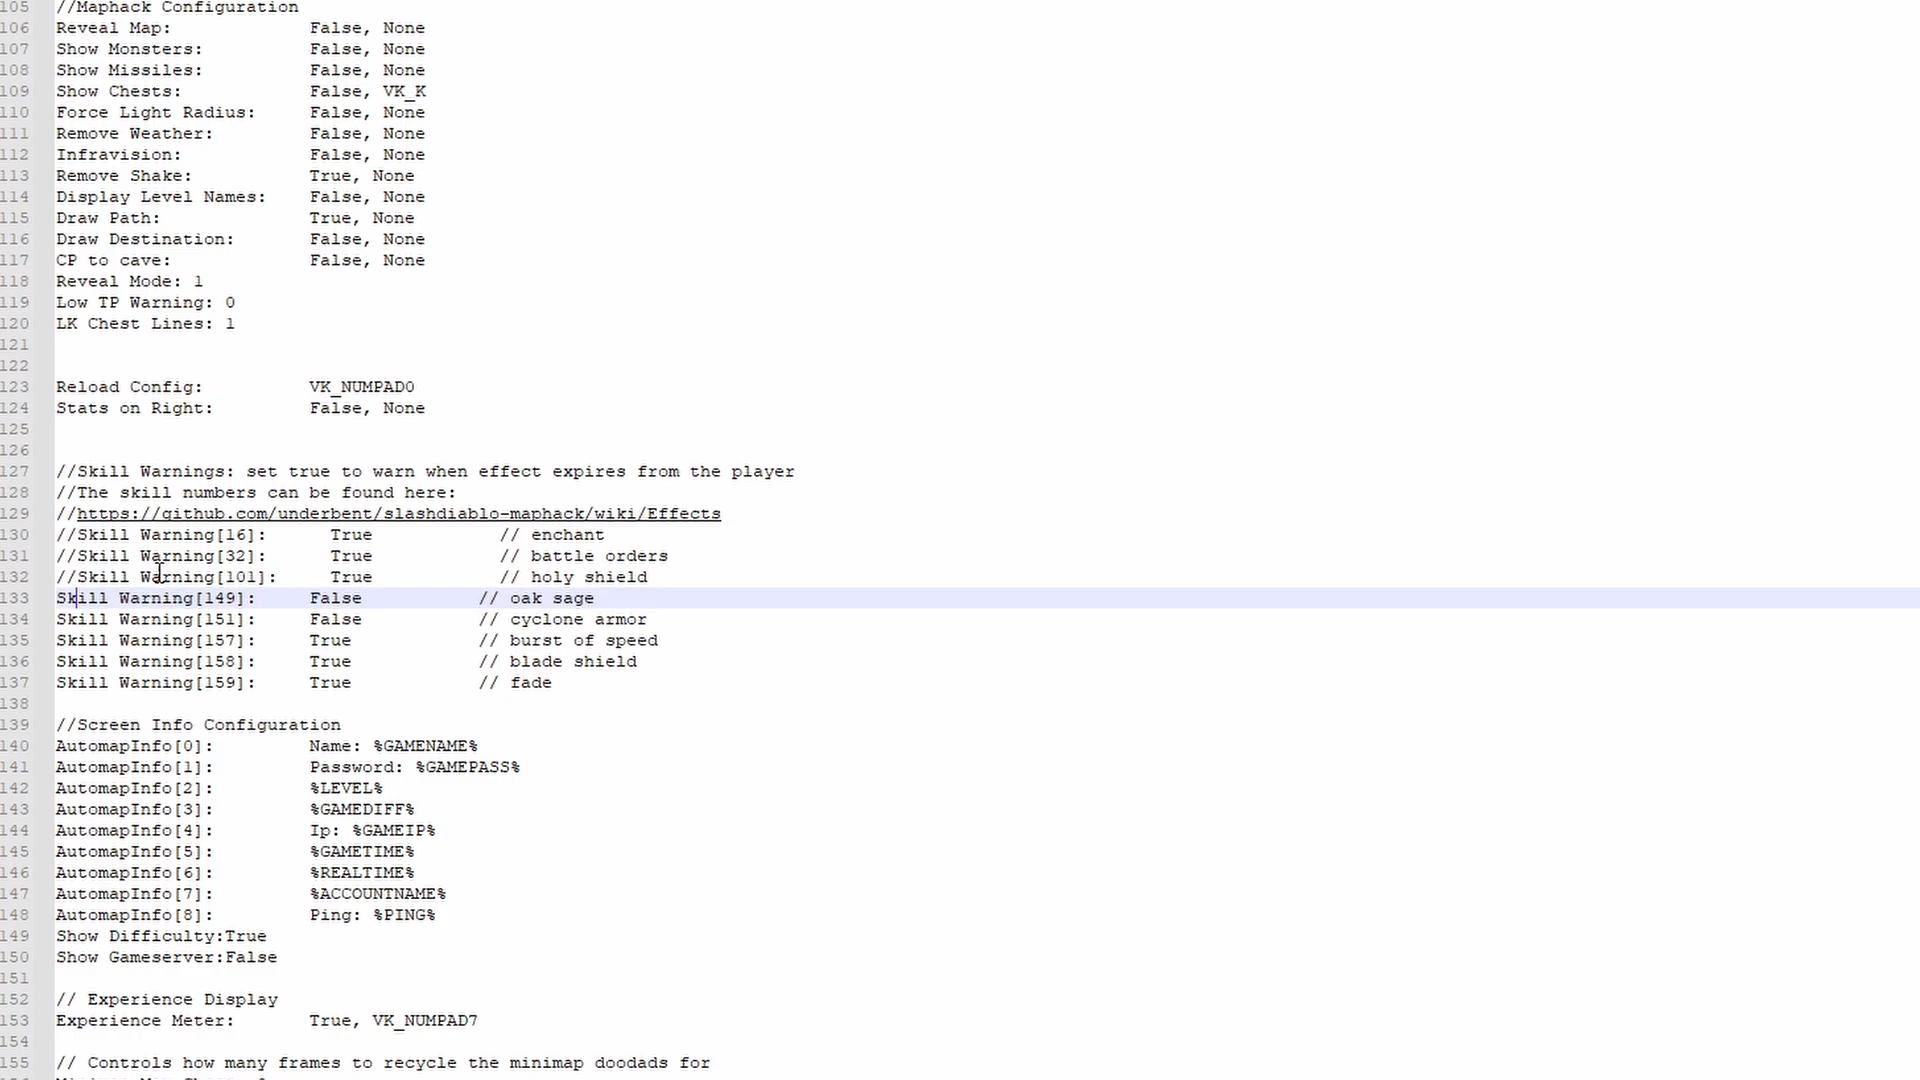 105 //Maphack Configuration
106 Reveal Map: False, None
107 Show Monsters: False, None
108 Show Missiles: False, None
109 Show Chests: False, VK_K
110 Force Light Radius: False, None
111 Remove Weather: False, None
112 Infravision: False, None
113 Remove Shake: True, None
114 Display Level Names: False, None
115 Draw Path: True, None
116 Draw Destination: False, None
117 CP to cave: False, None
118 Reveal Mode: 1
119 Low TP Warning: 0
120 LK Chest Lines: 1
121
122
123 Reload Config: VK_NUMPAD0
124 Stats on Right: False, None
125
126
127 //Skill Warnings: set true to warn when effect expires from the player
128 //The skill numbers can be found here:
129 //https://github.com/underbent/slashdiablo-maphack/wiki/Effects
130 //Skill Warning[16]: True // enchant
131 //Skill Warning[32]: True // battle orders
132 //Skill Warning[101]: True // holy shield
133 Skill Warning[149]: False // oak sage
134 Skill Warning[151]: False // cyclone armor
135 Skill Warning[157]: True // burst of speed
136 Skill Warning[158]: True // blade shield
137 Skill Warning[159]: True // fade
138
139 //Screen Info Configuration
140 AutomapInfo[0]: Name: %GAMENAME%
141 AutomapInfo[1]: Password: %GAMEPASS%
142 AutomapInfo[2]: %LEVEL%
143 AutomapInfo[3]: %GAMEDIFF%
144 AutomapInfo[4]: Ip: %GAMEIP%
145 AutomapInfo[5]: %GAMETIME%
146 AutomapInfo[6]: %REALTIME%
147 AutomapInfo[7]: %ACCOUNTNAME%
148 AutomapInfo[8]: Ping: %PING%
149 Show Difficulty:True
150 Show Gameserver:False
151
152 // Experience Display
153 Experience Meter: True, VK_NUMPAD7
154
155 // Controls how many frames to recycle the minimap doodads for